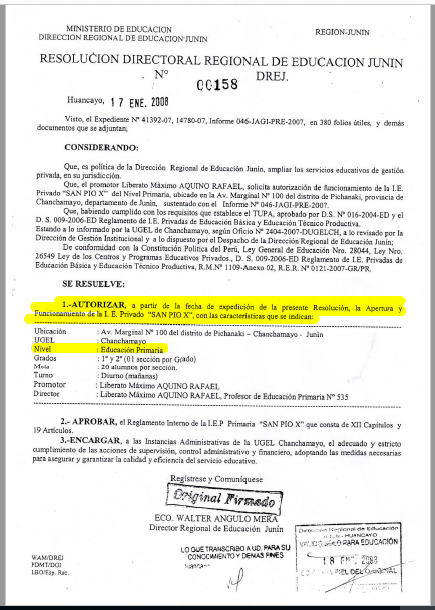 MINISTERIO DE EDUCACION
DIRECCION REGIONAL DE EDUCACION JUNIN
REGION-JUNIN
RESOLUCION DIRECTORAL REGIONAL DE EDUCACION JUNIN
N° 00158 DREJ.
Huancayo, 17 ENE. 2008
Visto, el Expediente N° 41392-07, 14780-07, Informe 046-JAGI-PRE-2007, en 380 folios útiles, y demás
documentos que se adjuntan;
CONSIDERANDO:
Que, es política de la Dirección Regional de Educación Junín, ampliar los servicios educativos de gestión
privada, en su jurisdicción.
Que, el promotor Liberato Máximo AQUINO RAFAEL, solicita autorización de funcionamiento de la I.E.
Privado "SAN PIO X" del Nivel Primaria, ubicado en la Av. Marginal N° 100 del distrito de Pichanaki, provincia de
Chanchamayo, departamento de Junín, sustentado con el Informe N° 046-JAGI-PREP-2007.
Que, habiendo cumplido con los requisitos que establece el TUPA, aprobado por D.S. N° 016-2004-ED y el
D. S. 009-2006-ED Reglamento de I.E. Privadas de Educación Básica y Educación Técnico Productiva.
Estando a lo informado por la UGEL de Chanchamayo, según Oficio N° 2404-2007-DUGELCH, a lo revisado por la
Dirección de Gestión Institucional y a lo dispuesto por el Despacho de la Dirección Regional de Educación Junín;
De conformidad con la Constitución Política del Perú, Ley General de Educación Nro. 28044, Ley Nro.
26549 Ley de los Centros y Programas Educativos Privados., D. S. 009-2006-ED Reglamento de I.E. Privadas de
Educación Básica y Educación Técnico Productiva, R.M.N° 1109-Anexo 02, R.E.R. N° 0121-2007-GR/PR.
SE RESUELVE:
1.-AUTORIZAR, a partir de la fecha de expedición de la presente Resolución, la Apertura y
Funcionamiento de la I. E. Privado "SAN PIO X", con las características que se indican:
Ubicación : Av. Marginal N° 100 del distrito de Pichanaki – Chanchamayo - Junín
UGEL : Chanchamayo
Nivel : Educación Primaria
Grados : 1° y 2° (01 sección por Grado)
Meta : 20 alumnos por sección.
Turno : Diurno (mañanas)
Promotor : Liberato Máximo AQUINO RAFAEL
Director : Liberato Máximo AQUINO RAFAEL, Profesor de Educación Primaria N° 535
2.- APROBAR, el Reglamento Interno de la I.E.P Primaria "SAN PIO X" que consta de XII Capítulos y
19 Artículos.
3.-ENCARGAR, a las Instancias Administrativas de la UGEL Chanchamayo, el adecuado y estricto
cumplimiento de las acciones de supervisión, control administrativo y financiero, adoptando las medidas necesarias
para asegurar y garantizar la calidad y eficiencia del servicio educativo.
Regístrese y Comuníquese
Original Firmado
ECO. WALTER ANGULO MERA
Director Regional de Educación Junín
LO QUE TRANSCRIBO A UD. PARA SU
CONOCIMIENTO Y DEMAS FINES
Dirección Regional de Educación
HUANCAYO
VALIDO SOLO PARA EDUCACIÓN
18 ENE. 2008
FIEL DEL ORIGINAL
WAM/DREJ
FDMT/DGI
LBO/Esp. Rac.